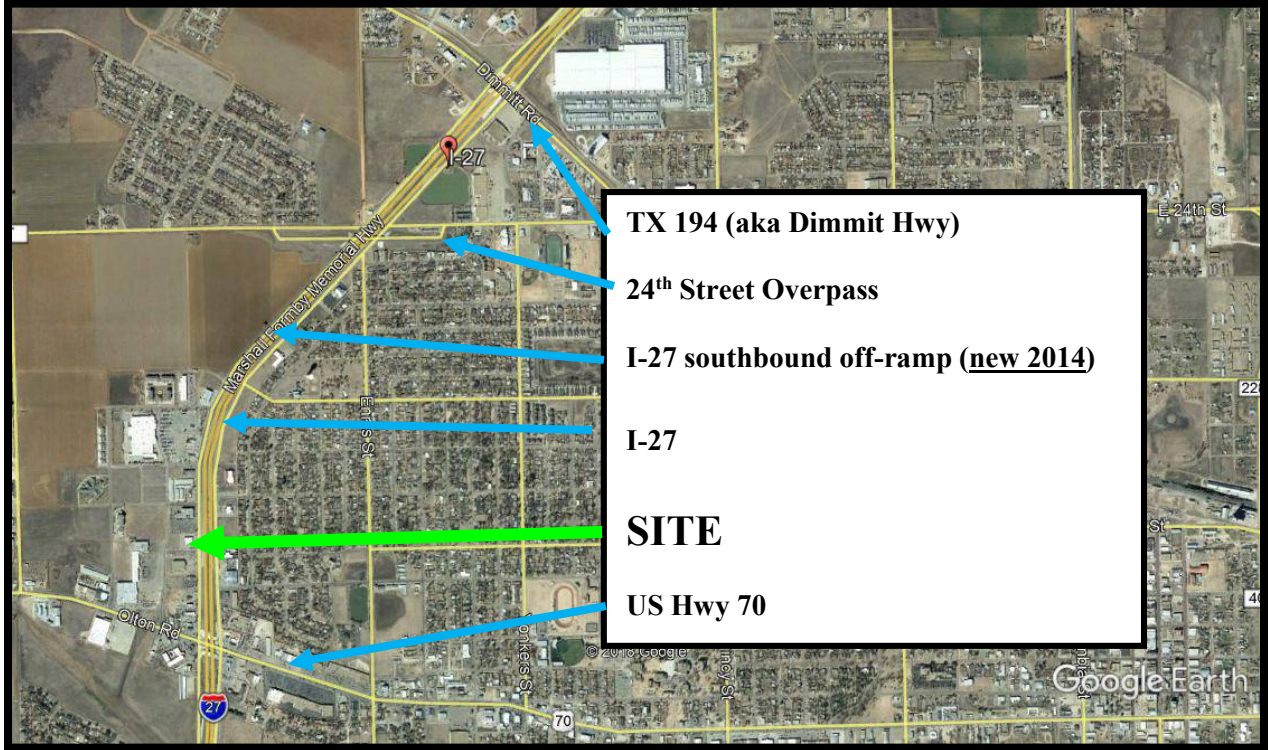 Dimmitt Rd
I-27
E 24th St
Marshall Formby Memorial Hwy
TX 194 (aka Dimmit Hwy)
24th Street Overpass
I-27 southbound off-ramp (new 2014)
I-27
SITE
US Hwy 70
Ennis St
St
Olton Rd
27
70
© 2018 Google
Google Earth